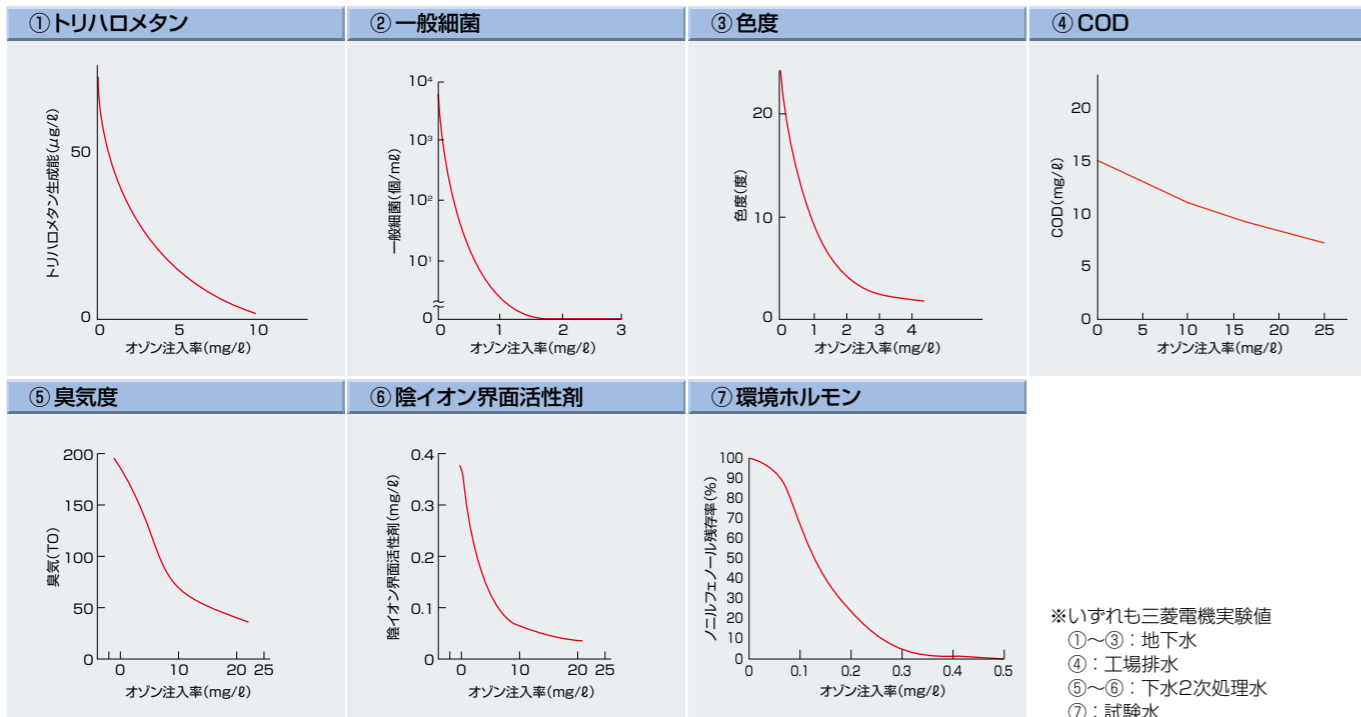 ①トリハロメタン
トリハロメタン生成能(μg/ℓ)
50
0
0 5 10
オゾン注入率(mg/ℓ)
②一般細菌
一般細菌(個/mℓ)
10⁴
10³
10²
10¹
0
0 1 2 3
オゾン注入率(mg/ℓ)
③色度
色度(度)
20
10
0
0 1 2 3 4
オゾン注入率(mg/ℓ)
④COD
COD(mg/ℓ)
20
15
10
5
0
0 5 10 15 20 25
オゾン注入率(mg/ℓ)
⑤臭気度
臭気(TO)
200
150
100
50
0
0 10 20 25
オゾン注入率(mg/ℓ)
⑥陰イオン界面活性剤
陰イオン界面活性剤(mg/ℓ)
0.4
0.3
0.2
0.1
0
0 10 20 25
オゾン注入率(mg/ℓ)
⑦環境ホルモン
ノニルフェノール残存率(%)
100
90
80
70
60
50
40
30
20
10
0
0 0.1 0.2 0.3 0.4 0.5
オゾン注入率(mg/ℓ)
※いずれも三菱電機実験値
①～③：地下水
④：工場排水
⑤～⑥：下水2次処理水
⑦：試験水